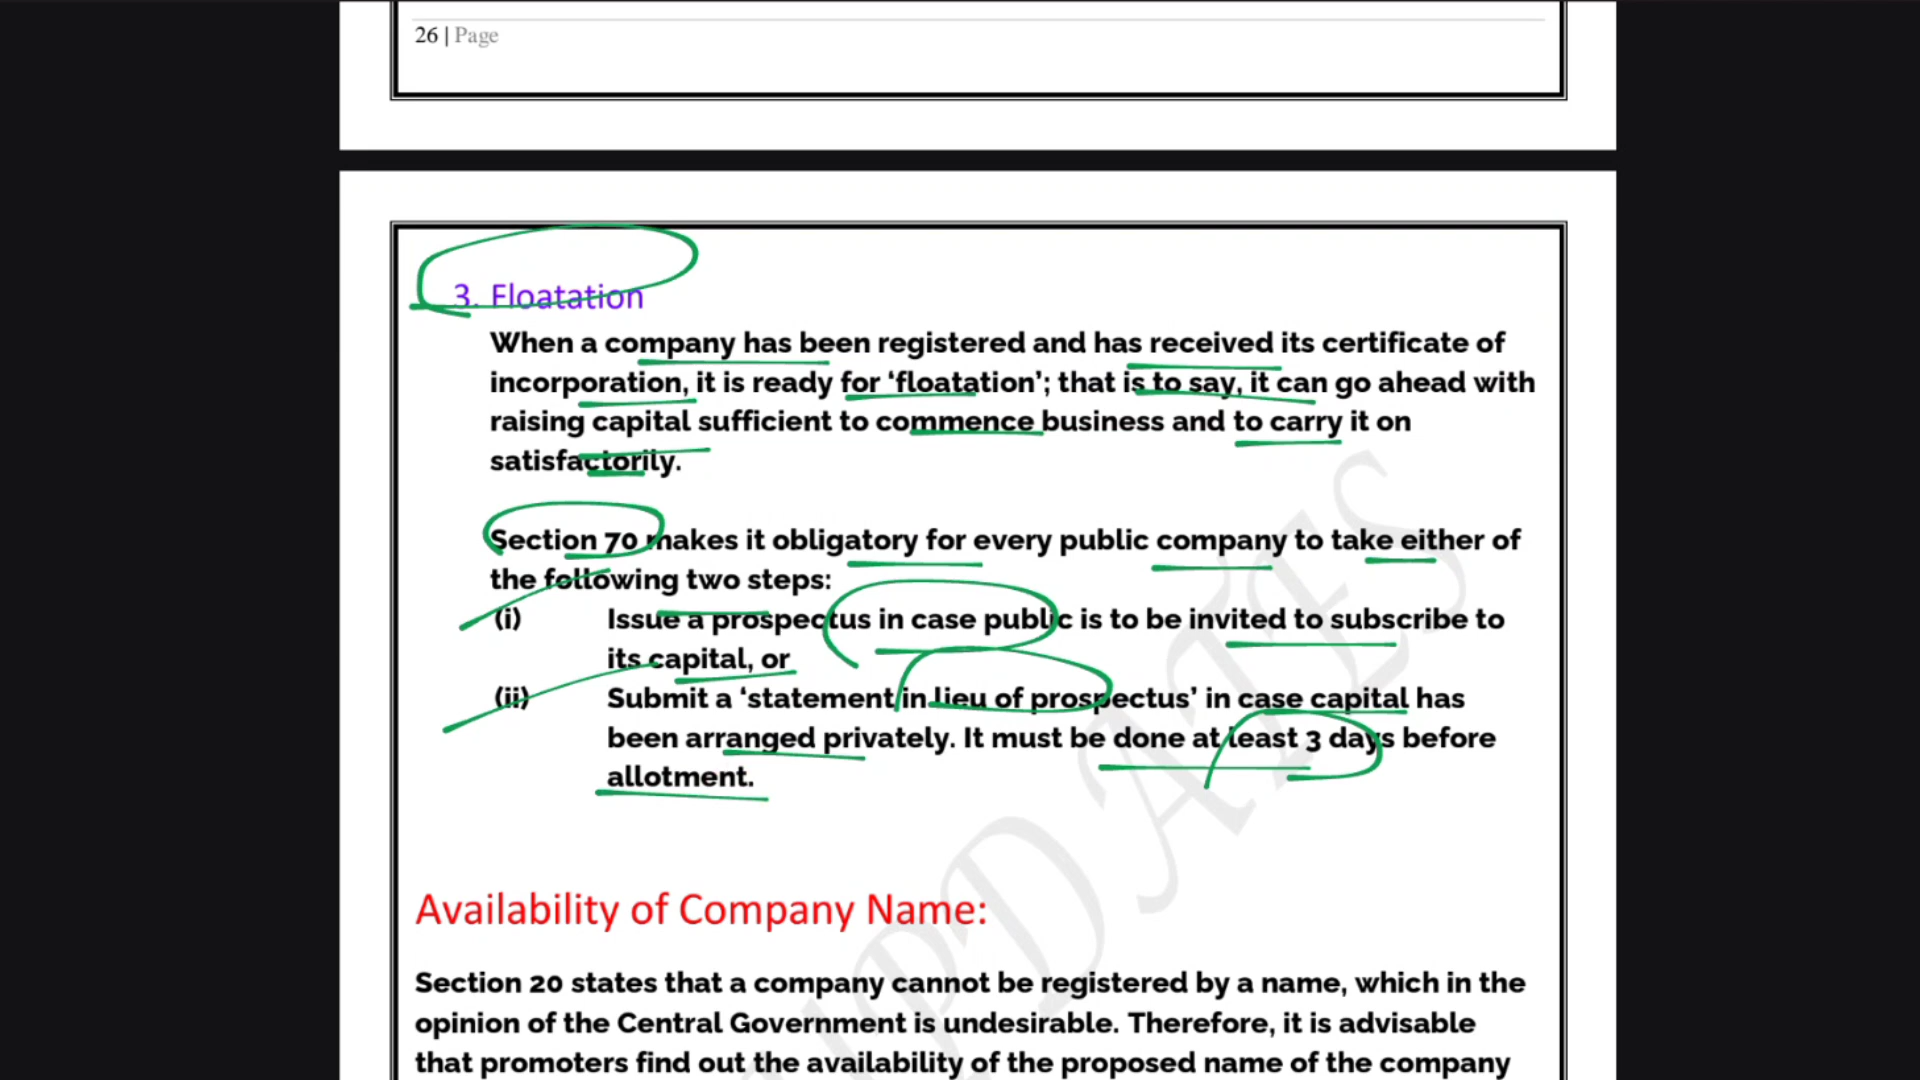 26 | Page
3. Floatation
When a company has been registered and has received its certificate of
incorporation, it is ready for ‘floatation’; that is to say, it can go ahead with
raising capital sufficient to commence business and to carry it on
satisfactorily.
Section 70 makes it obligatory for every public company to take either of
the following two steps:
(i) Issue a prospectus in case public is to be invited to subscribe to
its capital, or
(ii) Submit a ‘statement in lieu of prospectus’ in case capital has
been arranged privately. It must be done at least 3 days before
allotment.
Availability of Company Name:
Section 20 states that a company cannot be registered by a name, which in the
opinion of the Central Government is undesirable. Therefore, it is advisable
that promoters find out the availability of the proposed name of the company
UPDATES